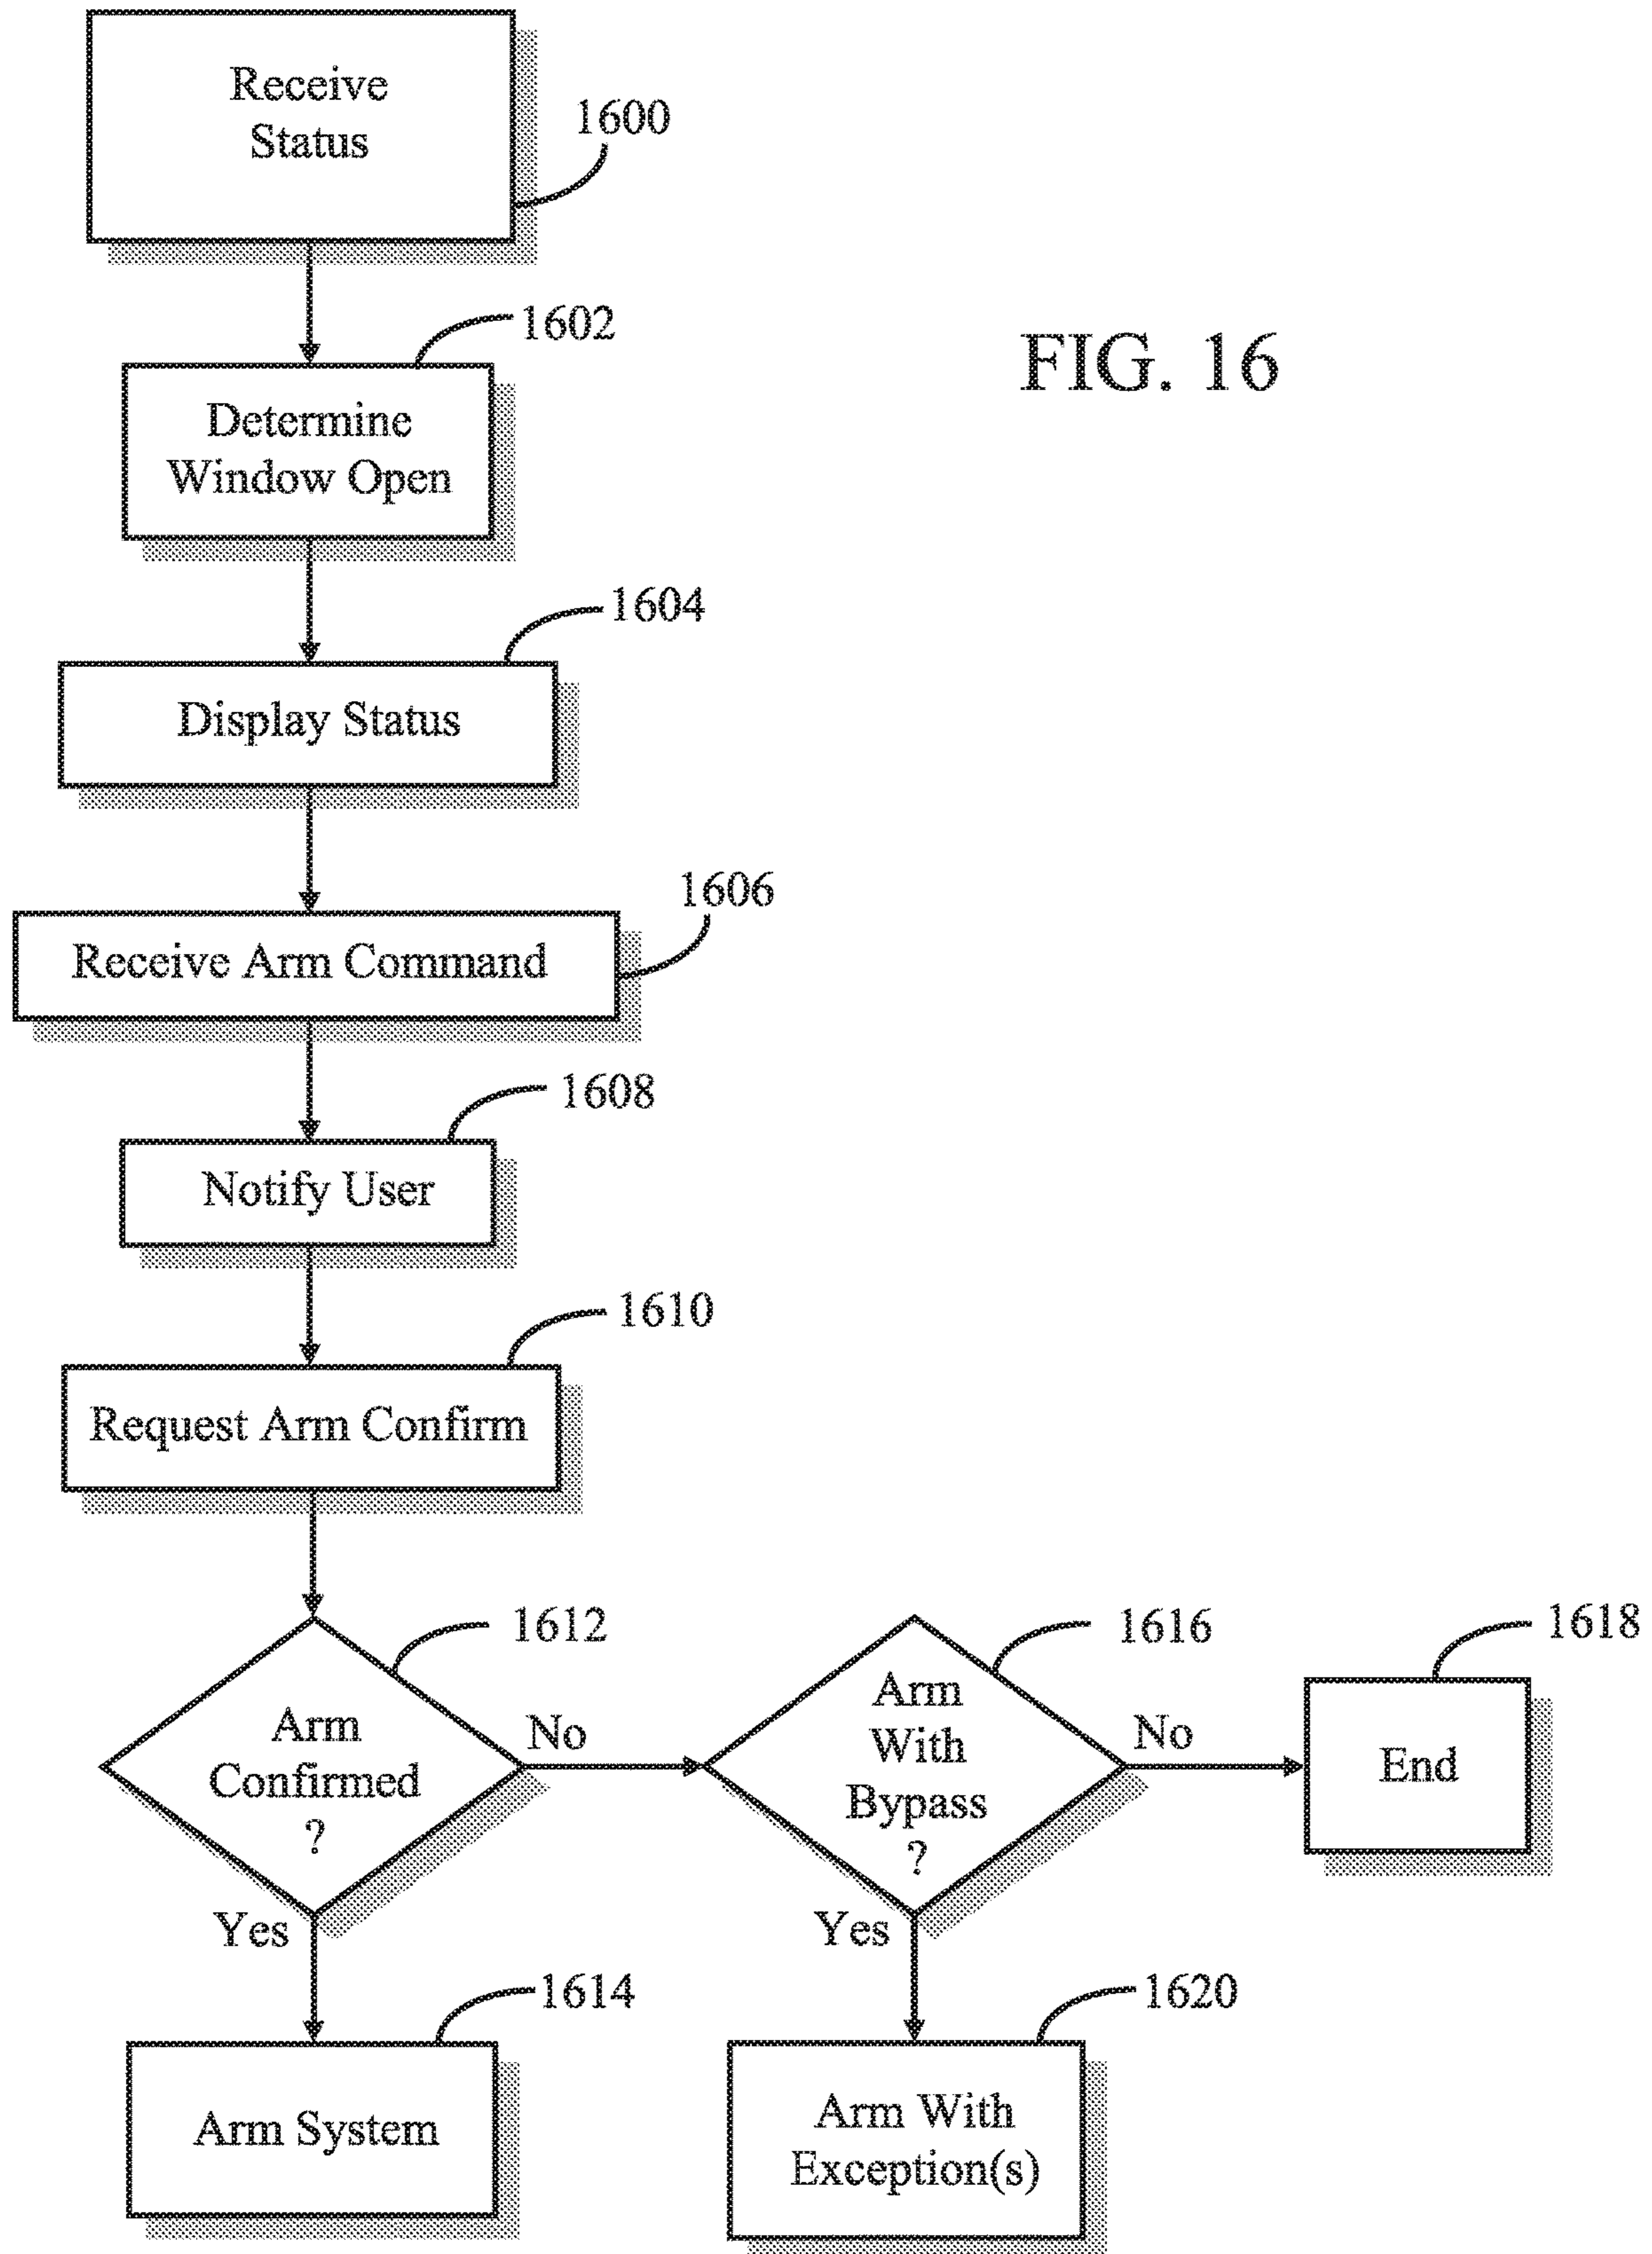 Receive
Status
1600
1602
FIG. 16
Determine
Window Open
1604
Display Status
1606
Receive Arm Command
1608
Notify User
1610
Request Arm Confirm
1612
1616
1618
Arm
Confirmed
?
No
Arm
With
Bypass
?
No
End
Yes
Yes
1614
1620
Arm System
Arm With
Exception(s)